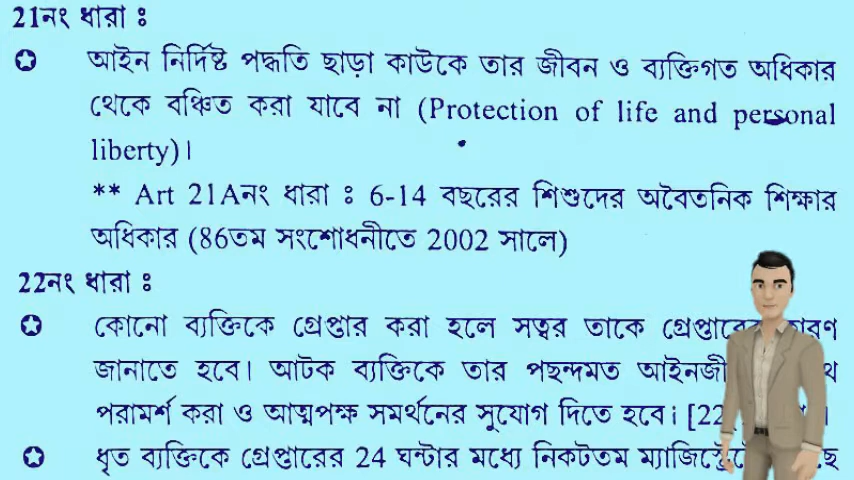 21নং ধারা ঃ
আইন নির্দিষ্ট পদ্ধতি ছাড়া কাউকে তার জীবন ও ব্যক্তিগত অধিকার
থেকে বঞ্চিত করা যাবে না (Protection of life and personal
liberty)।
** Art 21Aনং ধারা ঃ 6-14 বছরের শিশুদের অবৈতনিক শিক্ষার
অধিকার (86তম সংশোধনীতে 2002 সালে)
22নং ধারা ঃ
কোনো ব্যক্তিকে গ্রেপ্তার করা হলে সত্বর তাকে গ্রেপ্তারের কারণ
জানাতে হবে। আটক ব্যক্তিকে তার পছন্দমত
পরামর্শ করা ও আত্মপক্ষ সমর্থনের সুযোগ দিতে হবে। [22
ধৃত ব্যক্তিকে গ্রেপ্তারের 24 ঘন্টার মধ্যে নিকটতম